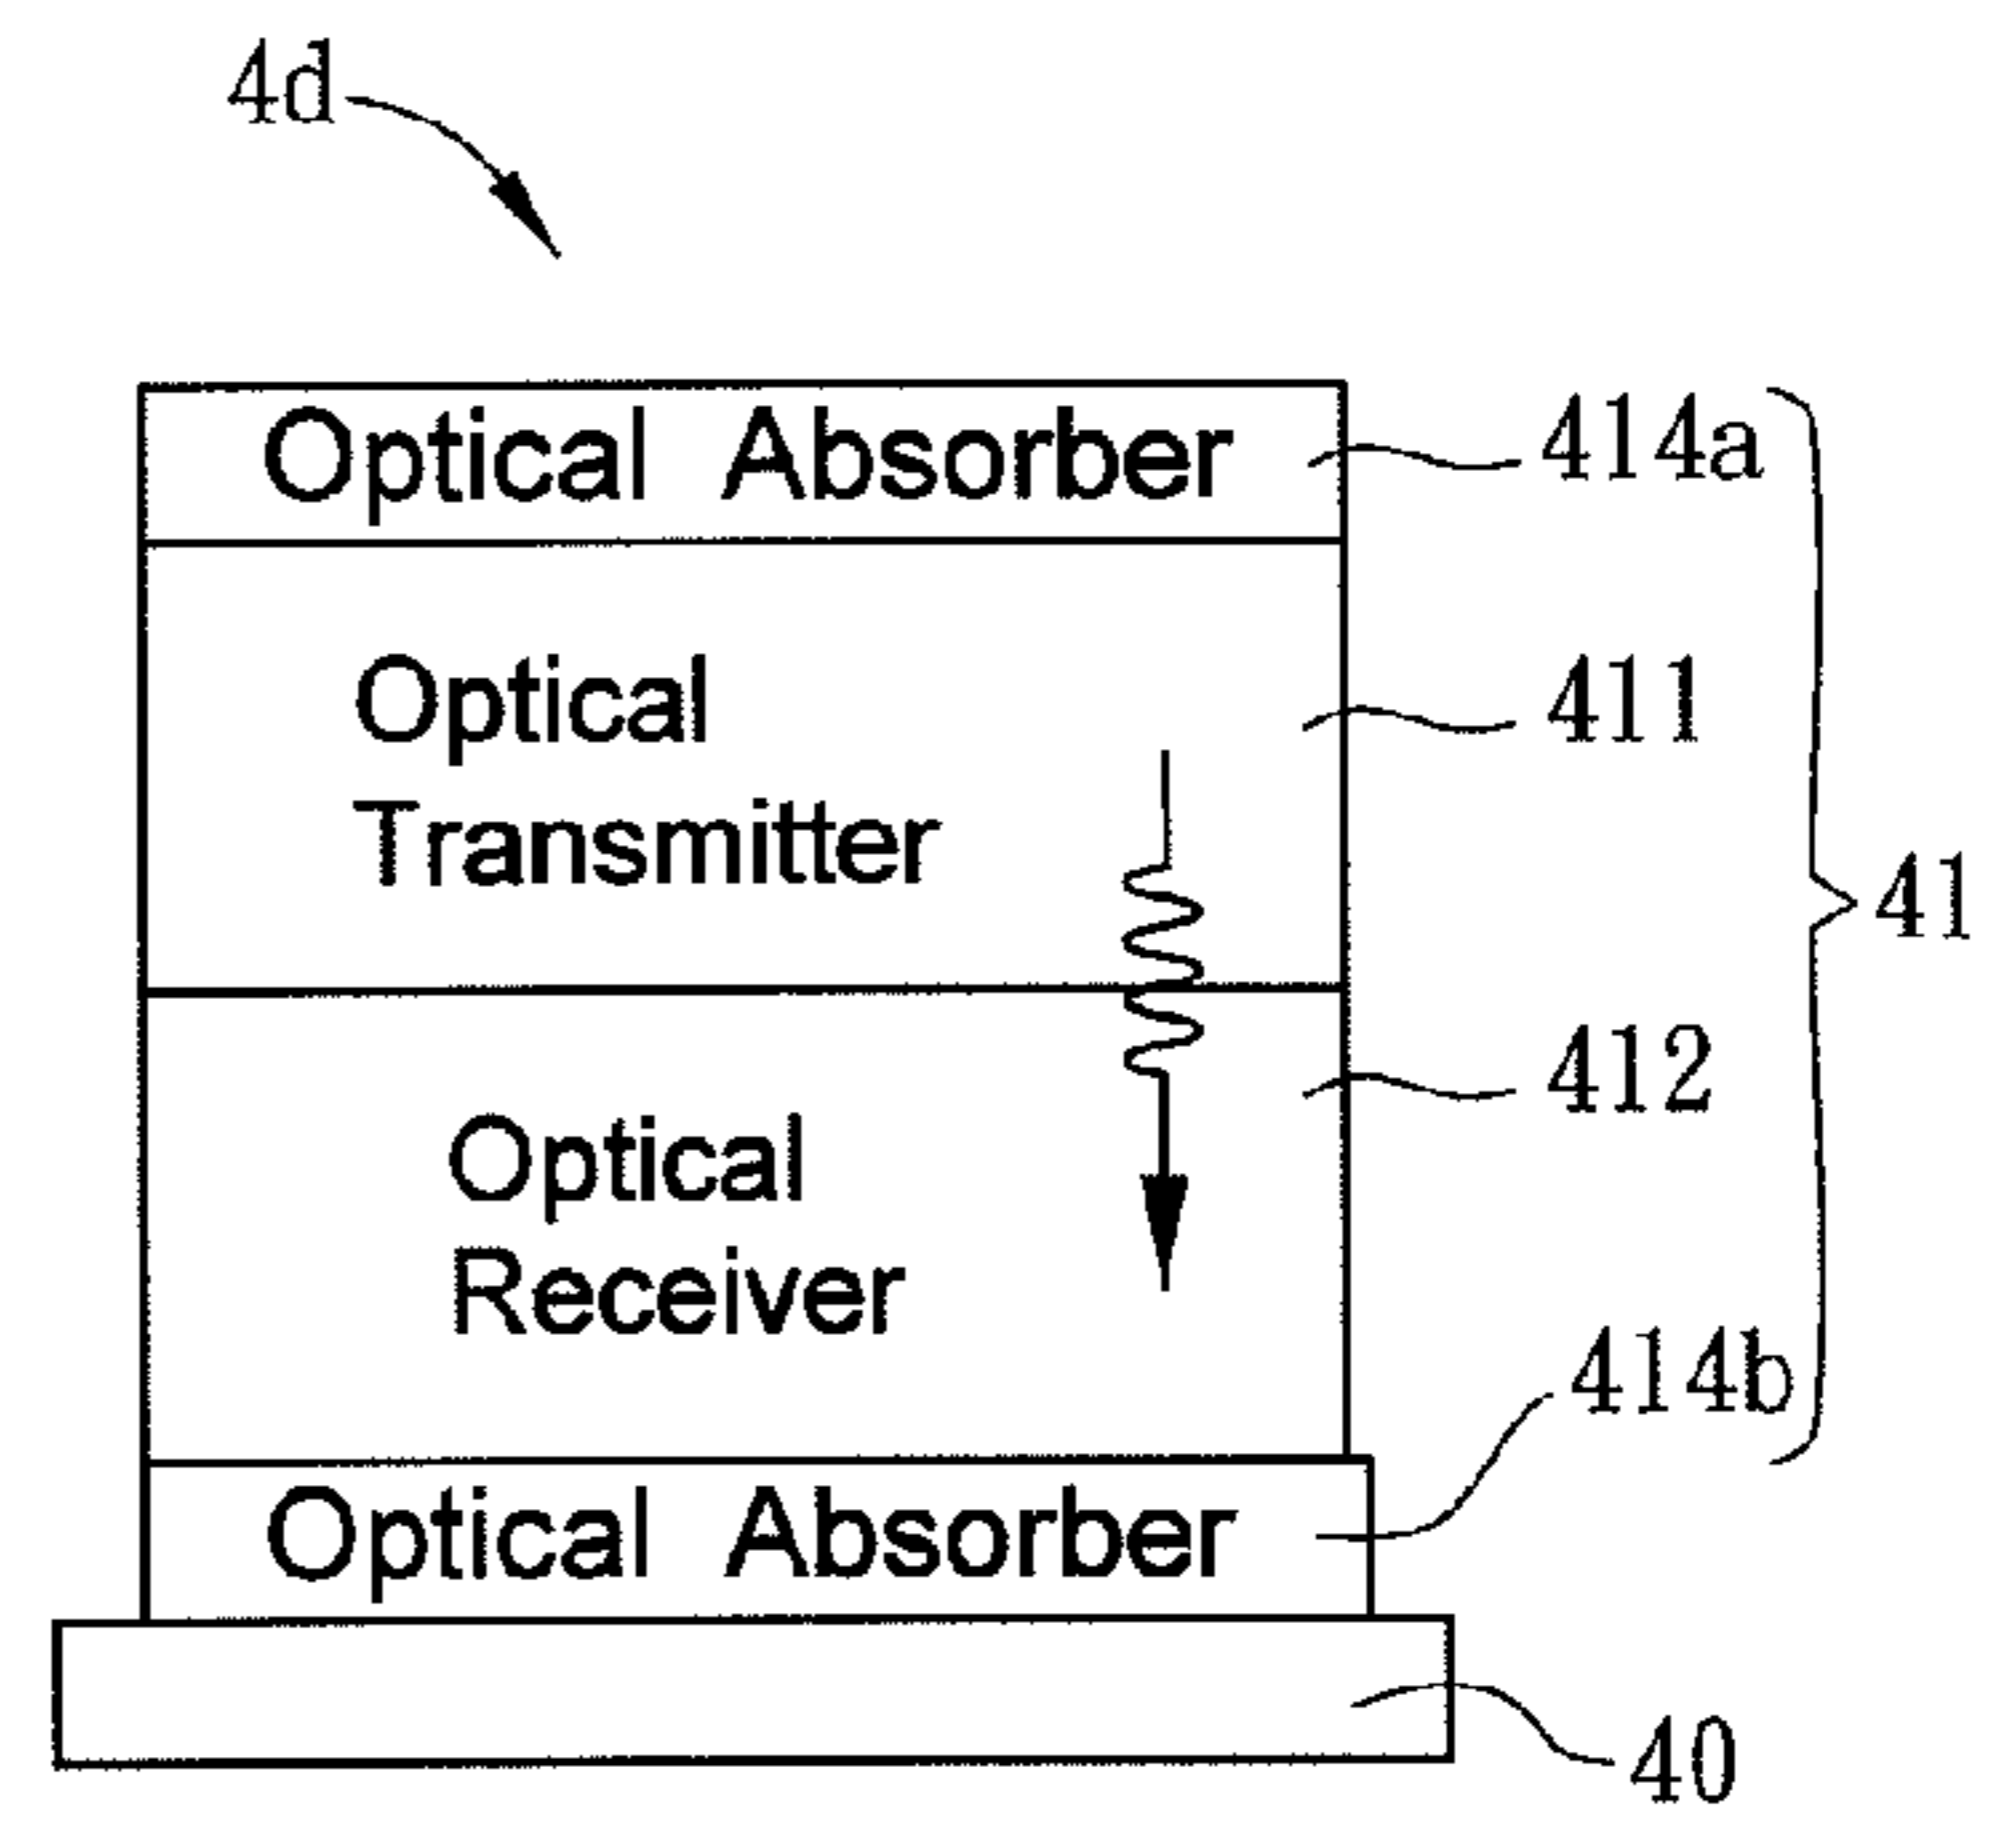 4d
Optical Absorber
414a
Optical
Transmitter
411
41
412
Optical
Receiver
414b
Optical Absorber
40